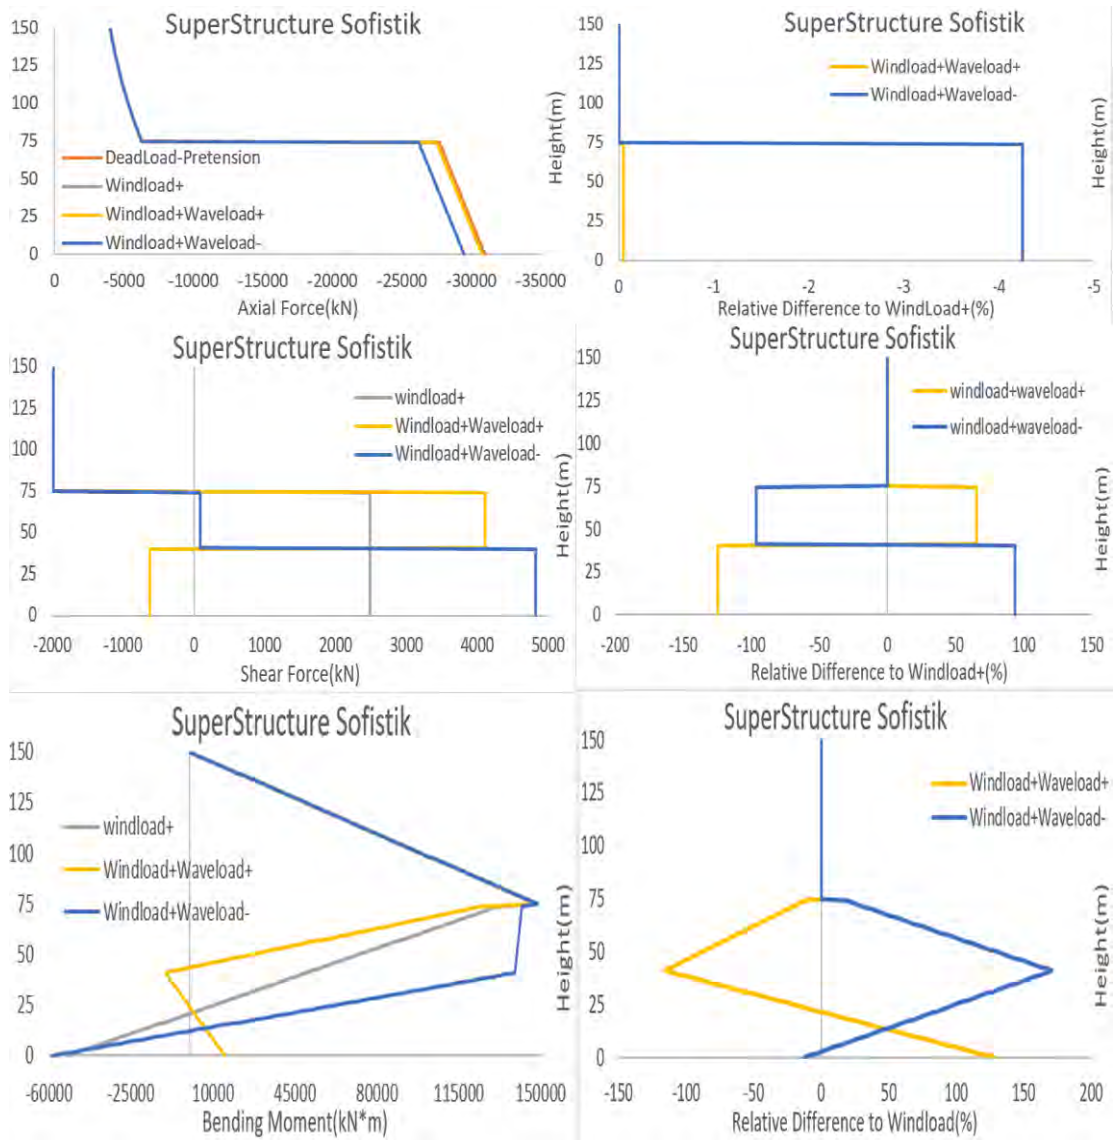 SuperStructure Sofistik
150
125
100
75
50
25
0
DeadLoad-Pretension
Windload+
Windload+Waveload+
Windload+Waveload-
0 -5000 -10000 -15000 -20000 -25000 -30000 -35000
Axial Force(kN)
Height(m)
SuperStructure Sofistik
150
125
100
75
50
25
0
Windload+Waveload+
Windload+Waveload-
0 -1 -2 -3 -4 -5
Relative Difference to WindLoad+(%)
Height(m)
SuperStructure Sofistik
150
125
100
75
50
25
0
windload+
Windload+Waveload+
Windload+Waveload-
-2000 -1000 0 1000 2000 3000 4000 5000
Shear Force(kN)
Height(m)
SuperStructure Sofistik
150
125
100
75
50
25
0
windload+waveload+
windload+waveload-
-200 -150 -100 -50 0 50 100 150
Relative Difference to Windload+(%)
Height(m)
SuperStructure Sofistik
150
125
100
75
50
25
0
windload+
Windload+Waveload+
Windload+Waveload-
-60000 -25000 10000 45000 80000 115000 150000
Bending Moment(kN*m)
Height(m)
SuperStructure Sofistik
150
125
100
75
50
25
0
Windload+Waveload+
Windload+Waveload-
-150 -100 -50 0 50 100 150 200
Relative Difference to Windload(%)
Height(m)